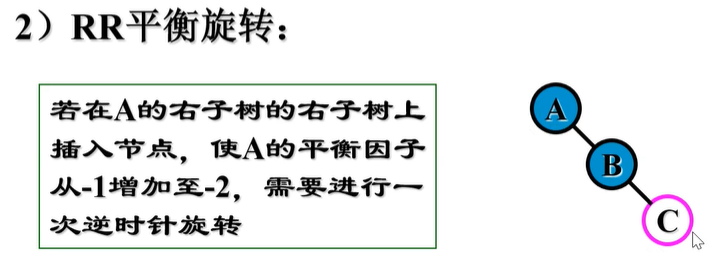 2）RR平衡旋转：
若在A的右子树的右子树上
插入节点，使A的平衡因子
从-1增加至-2，需要进行一
次逆时针旋转
A
B
C